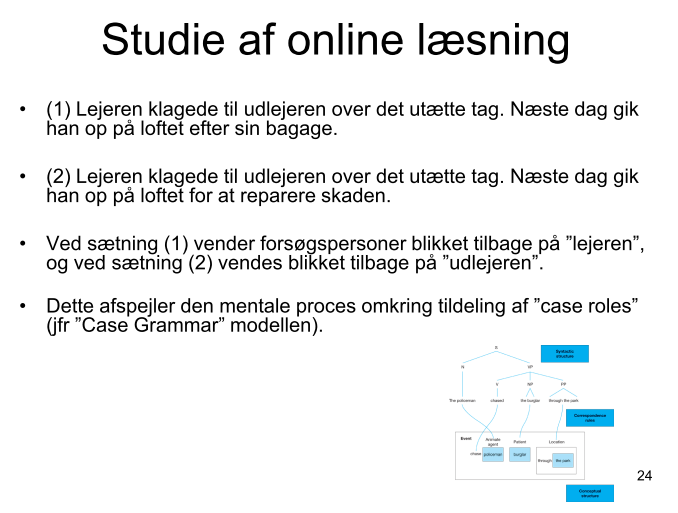 Studie af online læsning
• (1) Lejeren klagede til udlejeren over det utætte tag. Næste dag gik
han op på loftet efter sin bagage.
• (2) Lejeren klagede til udlejeren over det utætte tag. Næste dag gik
han op på loftet for at reparere skaden.
• Ved sætning (1) vender forsøgspersoner blikket tilbage på ”lejeren”,
og ved sætning (2) vendes blikket tilbage på ”udlejeren”.
• Dette afspejler den mentale proces omkring tildeling af ”case roles”
(jfr ”Case Grammar” modellen).
S
Syntactic
structure
N VP
V NP PP
The policeman chased the burglar through the park
Correspondence
rules
Event Animate
agent Patient Location
chase policeman burglar through the park
24
Conceptual
structure